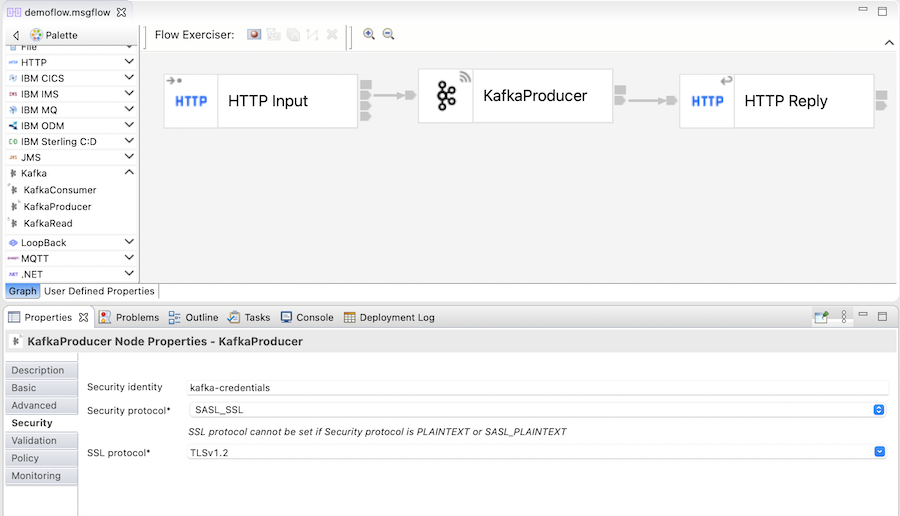 demoflow.msgflow
Palette
Flow Exerciser:
File
HTTP
IBM CICS
IBM IMS
IBM MQ
IBM ODM
IBM Sterling C:D
JMS
Kafka
KafkaConsumer
KafkaProducer
KafkaRead
LoopBack
MQTT
.NET
HTTP HTTP Input
KafkaProducer
HTTP HTTP Reply
Graph User Defined Properties
Properties Problems Outline Tasks Console Deployment Log
KafkaProducer Node Properties - KafkaProducer
Description
Basic
Advanced
Security
Validation
Policy
Monitoring
Security identity kafka-credentials
Security protocol* SASL_SSL
SSL protocol cannot be set if Security protocol is PLAINTEXT or SASL_PLAINTEXT
SSL protocol* TLSv1.2